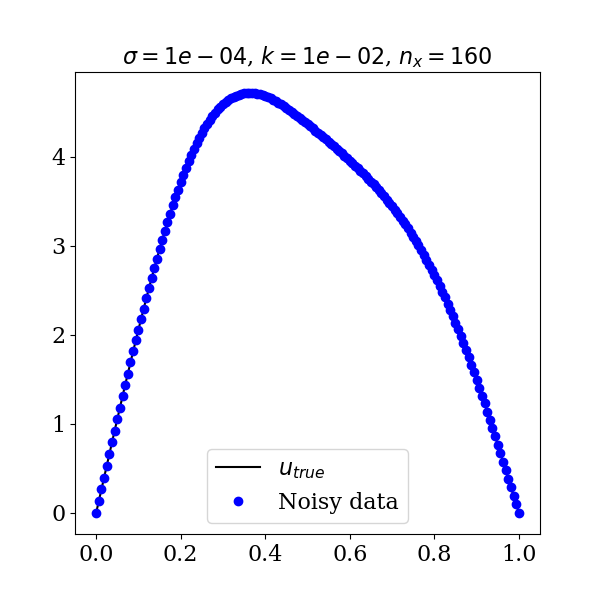 σ = 1e − 04, k = 1e − 02, nₓ = 160
4
3
2
1
0
u_true
Noisy data
0.0 0.2 0.4 0.6 0.8 1.0